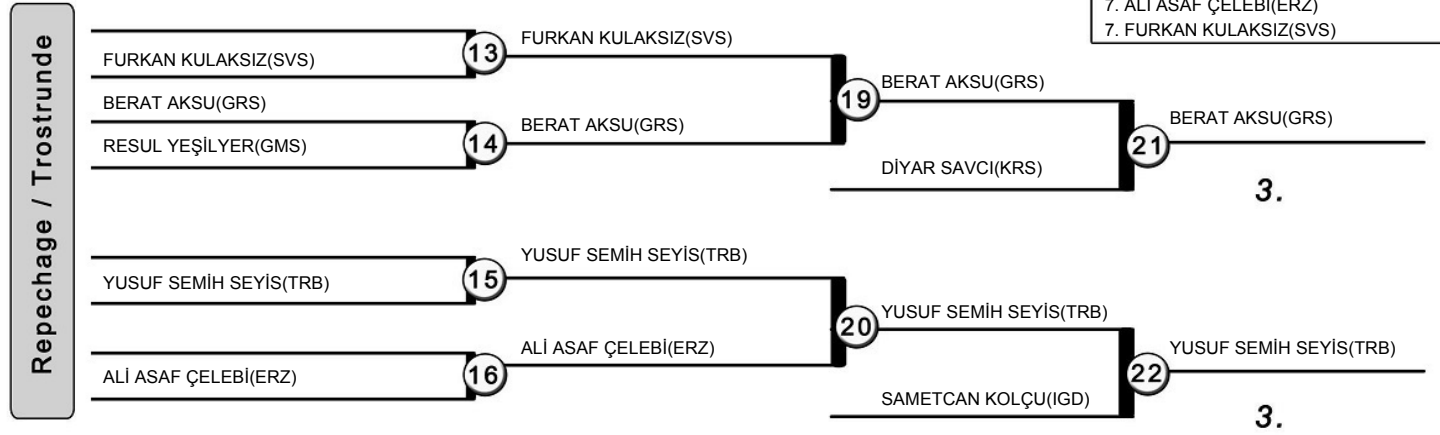 Repechage / Trostrunde
7. ALİ ASAF ÇELEBİ(ERZ)
7. FURKAN KULAKSIZ(SVS)
FURKAN KULAKSIZ(SVS)
13
FURKAN KULAKSIZ(SVS)
BERAT AKSU(GRS)
RESUL YEŞİLYER(GMS)
14
BERAT AKSU(GRS)
19
BERAT AKSU(GRS)
DİYAR SAVCI(KRS)
21
BERAT AKSU(GRS)
3.
YUSUF SEMİH SEYİS(TRB)
15
YUSUF SEMİH SEYİS(TRB)
ALİ ASAF ÇELEBİ(ERZ)
16
ALİ ASAF ÇELEBİ(ERZ)
20
YUSUF SEMİH SEYİS(TRB)
SAMETCAN KOLÇU(IGD)
22
YUSUF SEMİH SEYİS(TRB)
3.